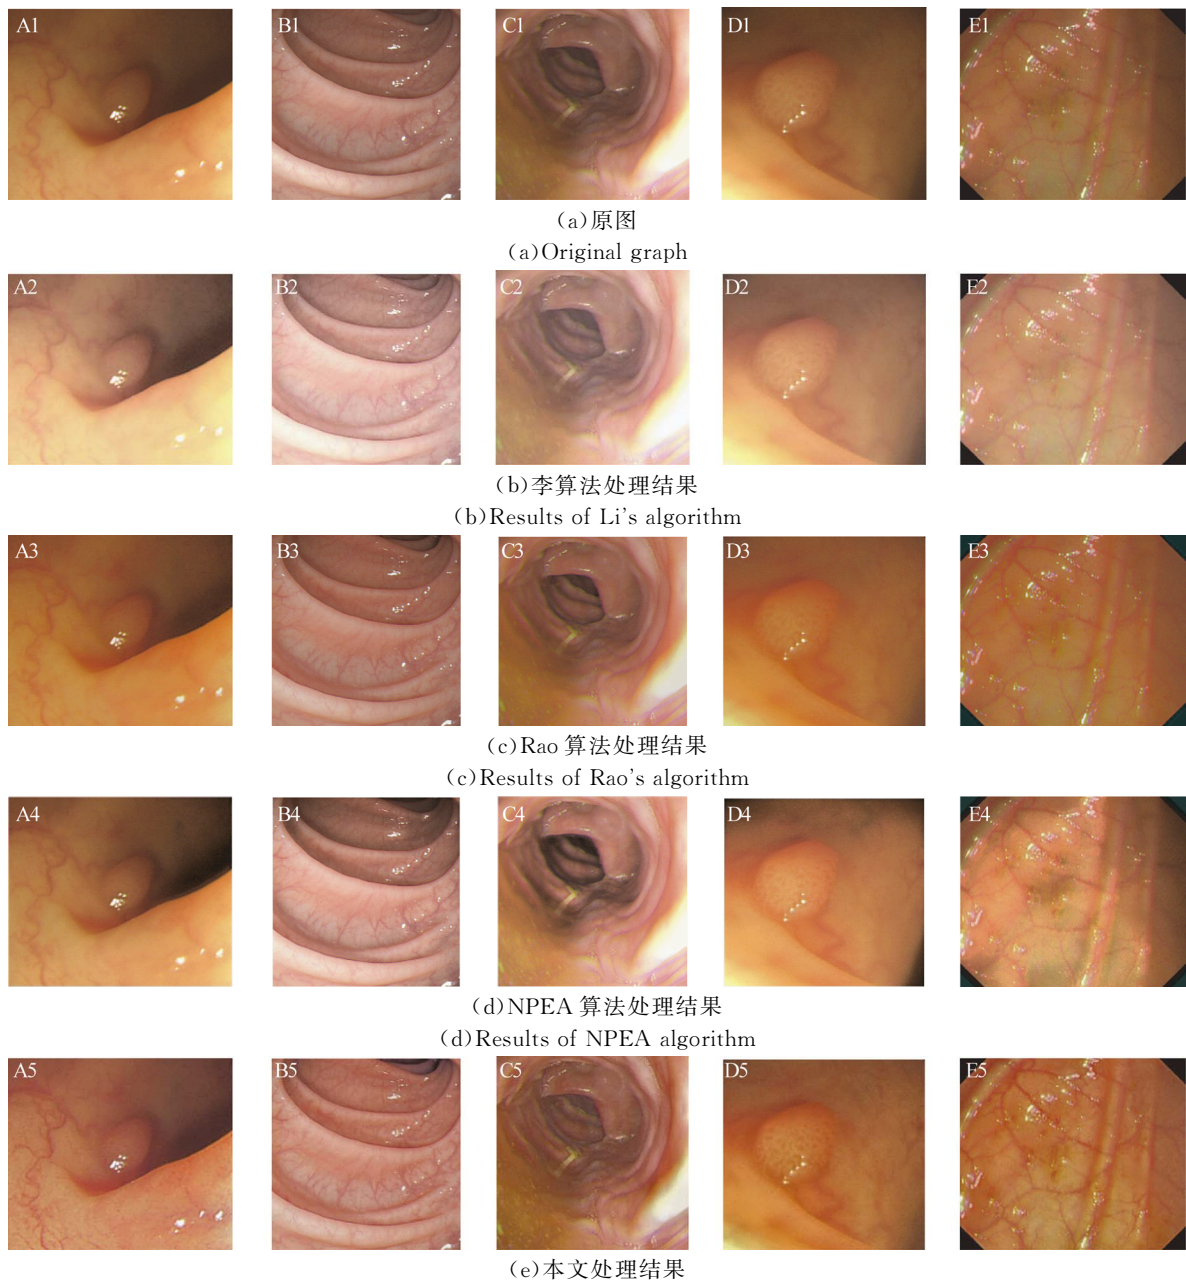 A1 B1 C1 D1 E1
(a)原图
(a)Original graph
A2 B2 C2 D2 E2
(b)李算法处理结果
(b)Results of Li's algorithm
A3 B3 C3 D3 E3
(c)Rao 算法处理结果
(c)Results of Rao's algorithm
A4 B4 C4 D4 E4
(d)NPEA 算法处理结果
(d)Results of NPEA algorithm
A5 B5 C5 D5 E5
(e)本文处理结果